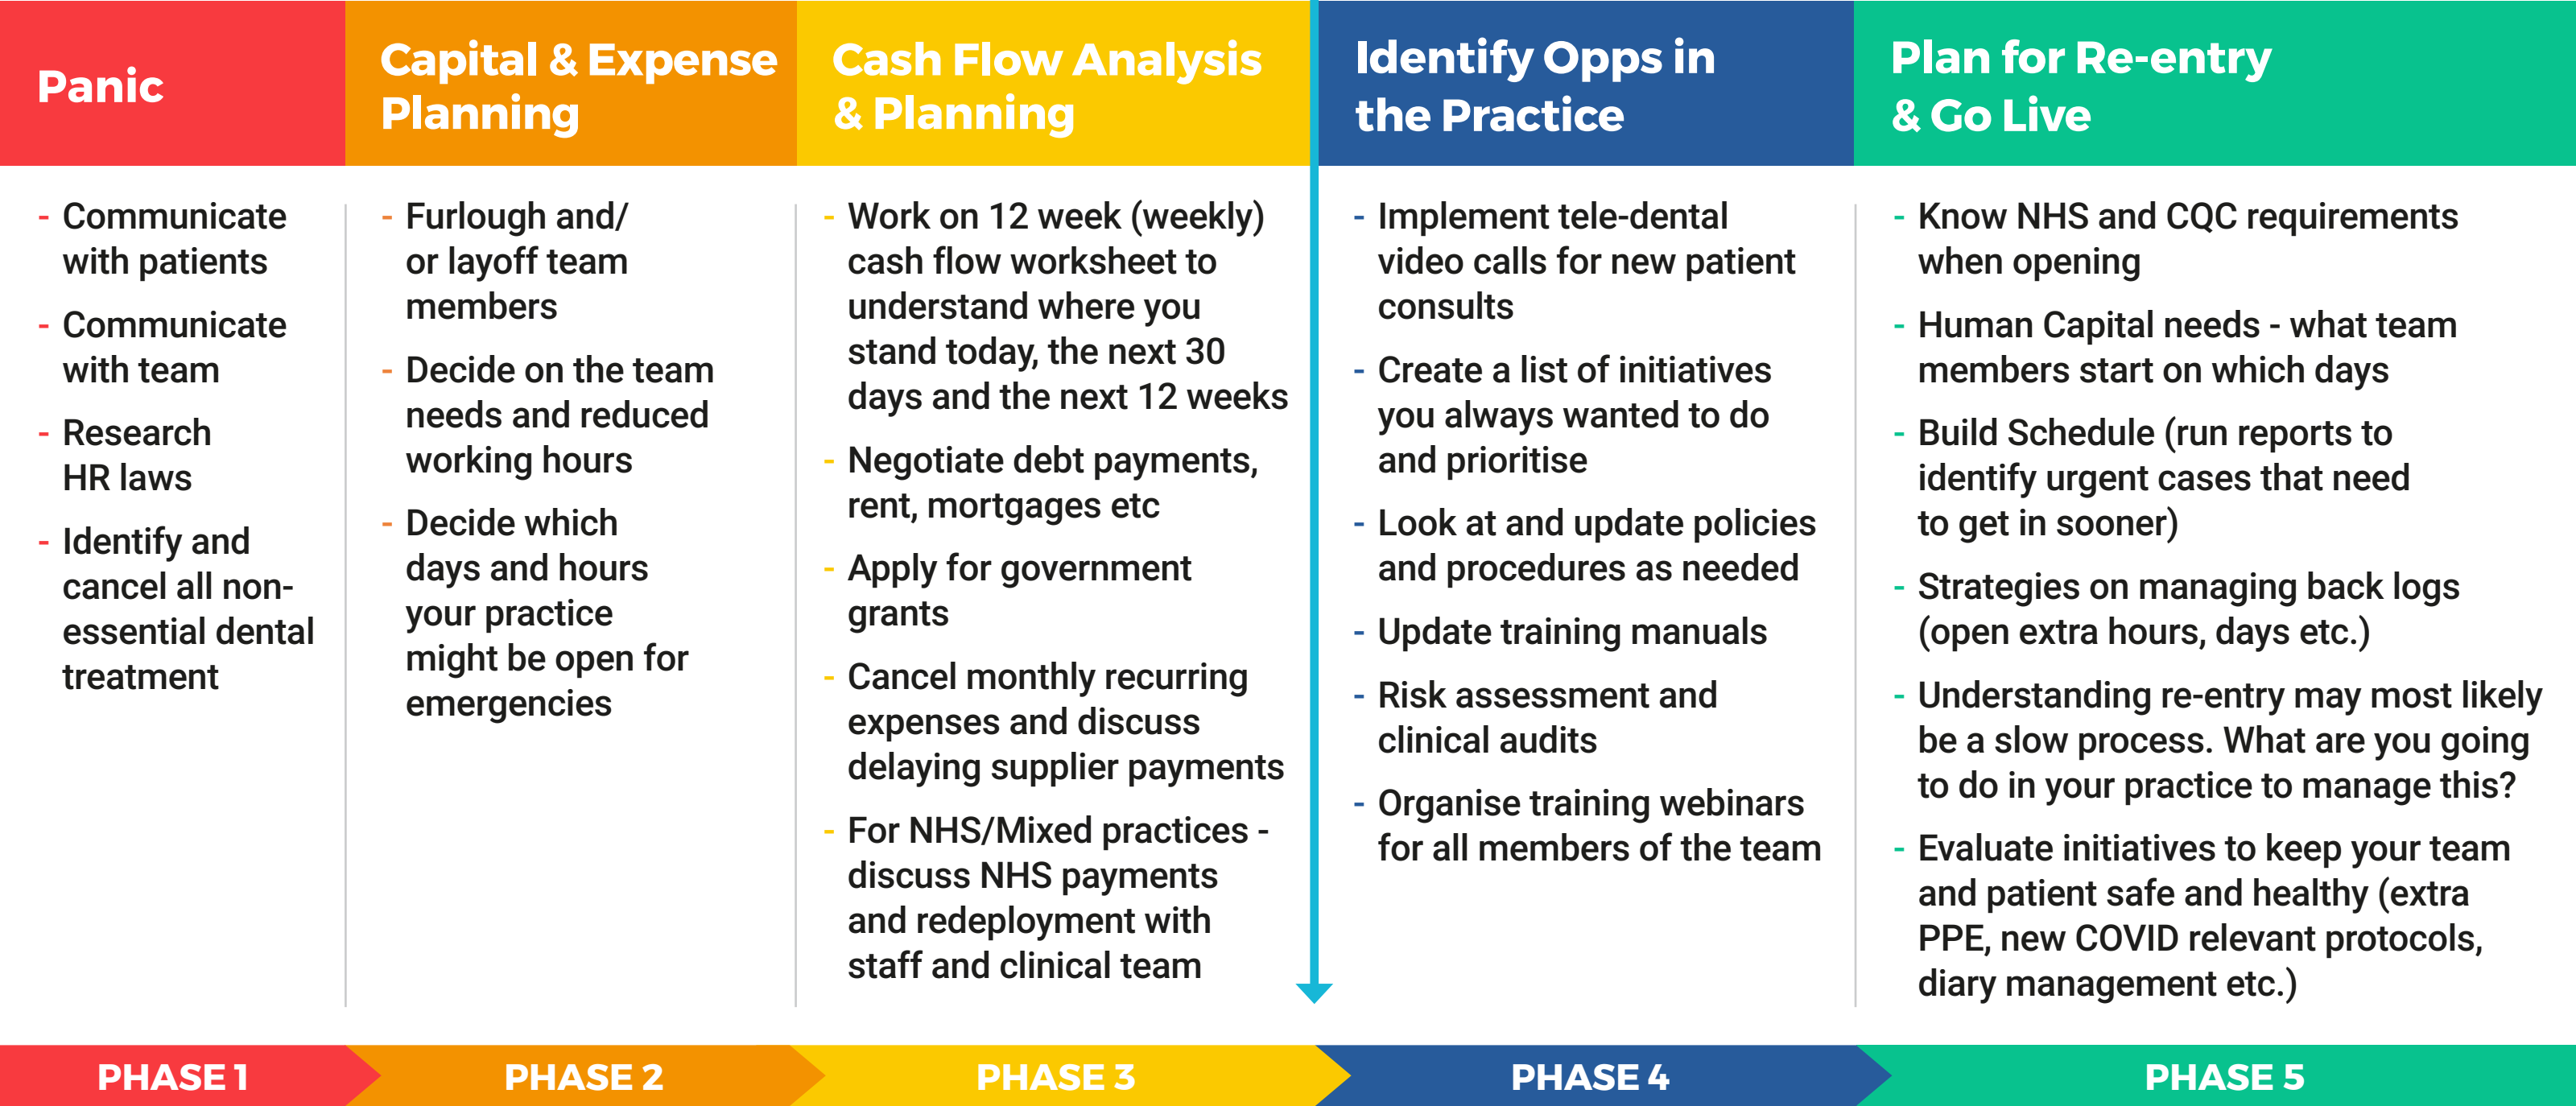 Panic
Capital & Expense
Planning
Cash Flow Analysis
& Planning
Identify Opps in
the Practice
Plan for Re-entry
& Go Live
- Communicate
with patients
- Communicate
with team
- Research
HR laws
- Identify and
cancel all non-
essential dental
treatment
- Furlough and/
or layoff team
members
- Decide on the team
needs and reduced
working hours
- Decide which
days and hours
your practice
might be open for
emergencies
- Work on 12 week (weekly)
cash flow worksheet to
understand where you
stand today, the next 30
days and the next 12 weeks
- Negotiate debt payments,
rent, mortgages etc
- Apply for government
grants
- Cancel monthly recurring
expenses and discuss
delaying supplier payments
- For NHS/Mixed practices -
discuss NHS payments
and redeployment with
staff and clinical team
- Implement tele-dental
video calls for new patient
consults
- Create a list of initiatives
you always wanted to do
and prioritise
- Look at and update policies
and procedures as needed
- Update training manuals
- Risk assessment and
clinical audits
- Organise training webinars
for all members of the team
- Know NHS and CQC requirements
when opening
- Human Capital needs - what team
members start on which days
- Build Schedule (run reports to
identify urgent cases that need
to get in sooner)
- Strategies on managing back logs
(open extra hours, days etc.)
- Understanding re-entry may most likely
be a slow process. What are you going
to do in your practice to manage this?
- Evaluate initiatives to keep your team
and patient safe and healthy (extra
PPE, new COVID relevant protocols,
diary management etc.)
PHASE 1
PHASE 2
PHASE 3
PHASE 4
PHASE 5